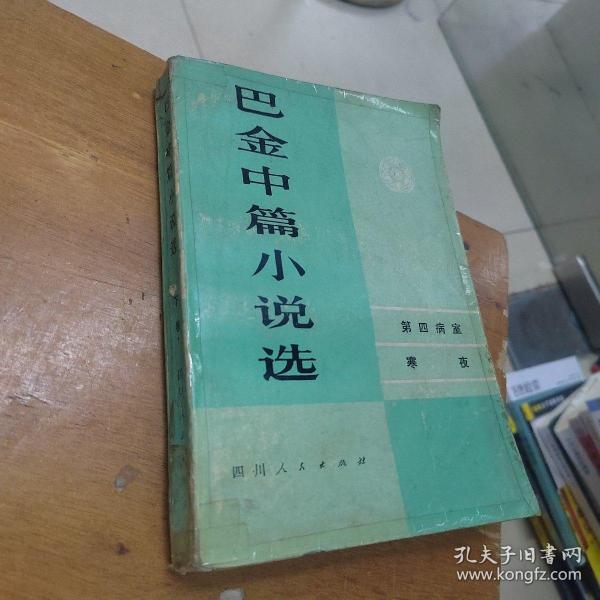 巴金中篇小说选
第四病室
寒夜
四川人民出版社
孔夫子旧书网
www.kongfz.com